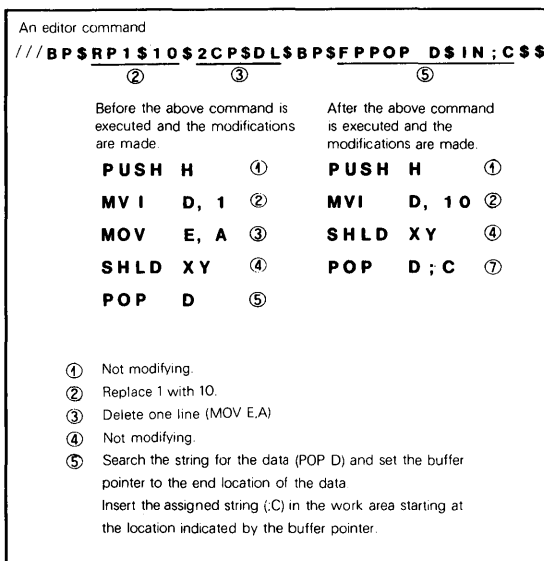 An editor command
///BP$RP1$10$2CP$DL$BP$FPPOP D$IN;C$$
② ③ ⑤
Before the above command is After the above command
executed and the modifications is executed and the
are made. modifications are made.
PUSH H ① PUSH H ①
MVI D, 1 ② MVI D, 10 ②
MOV E, A ③ SHLD XY ④
SHLD XY ④ POP D ;C ⑦
POP D ⑤
① Not modifying.
② Replace 1 with 10.
③ Delete one line (MOV E,A)
④ Not modifying.
⑤ Search the string for the data (POP D) and set the buffer
pointer to the end location of the data
Insert the assigned string (;C) in the work area starting at
the location indicated by the buffer pointer.